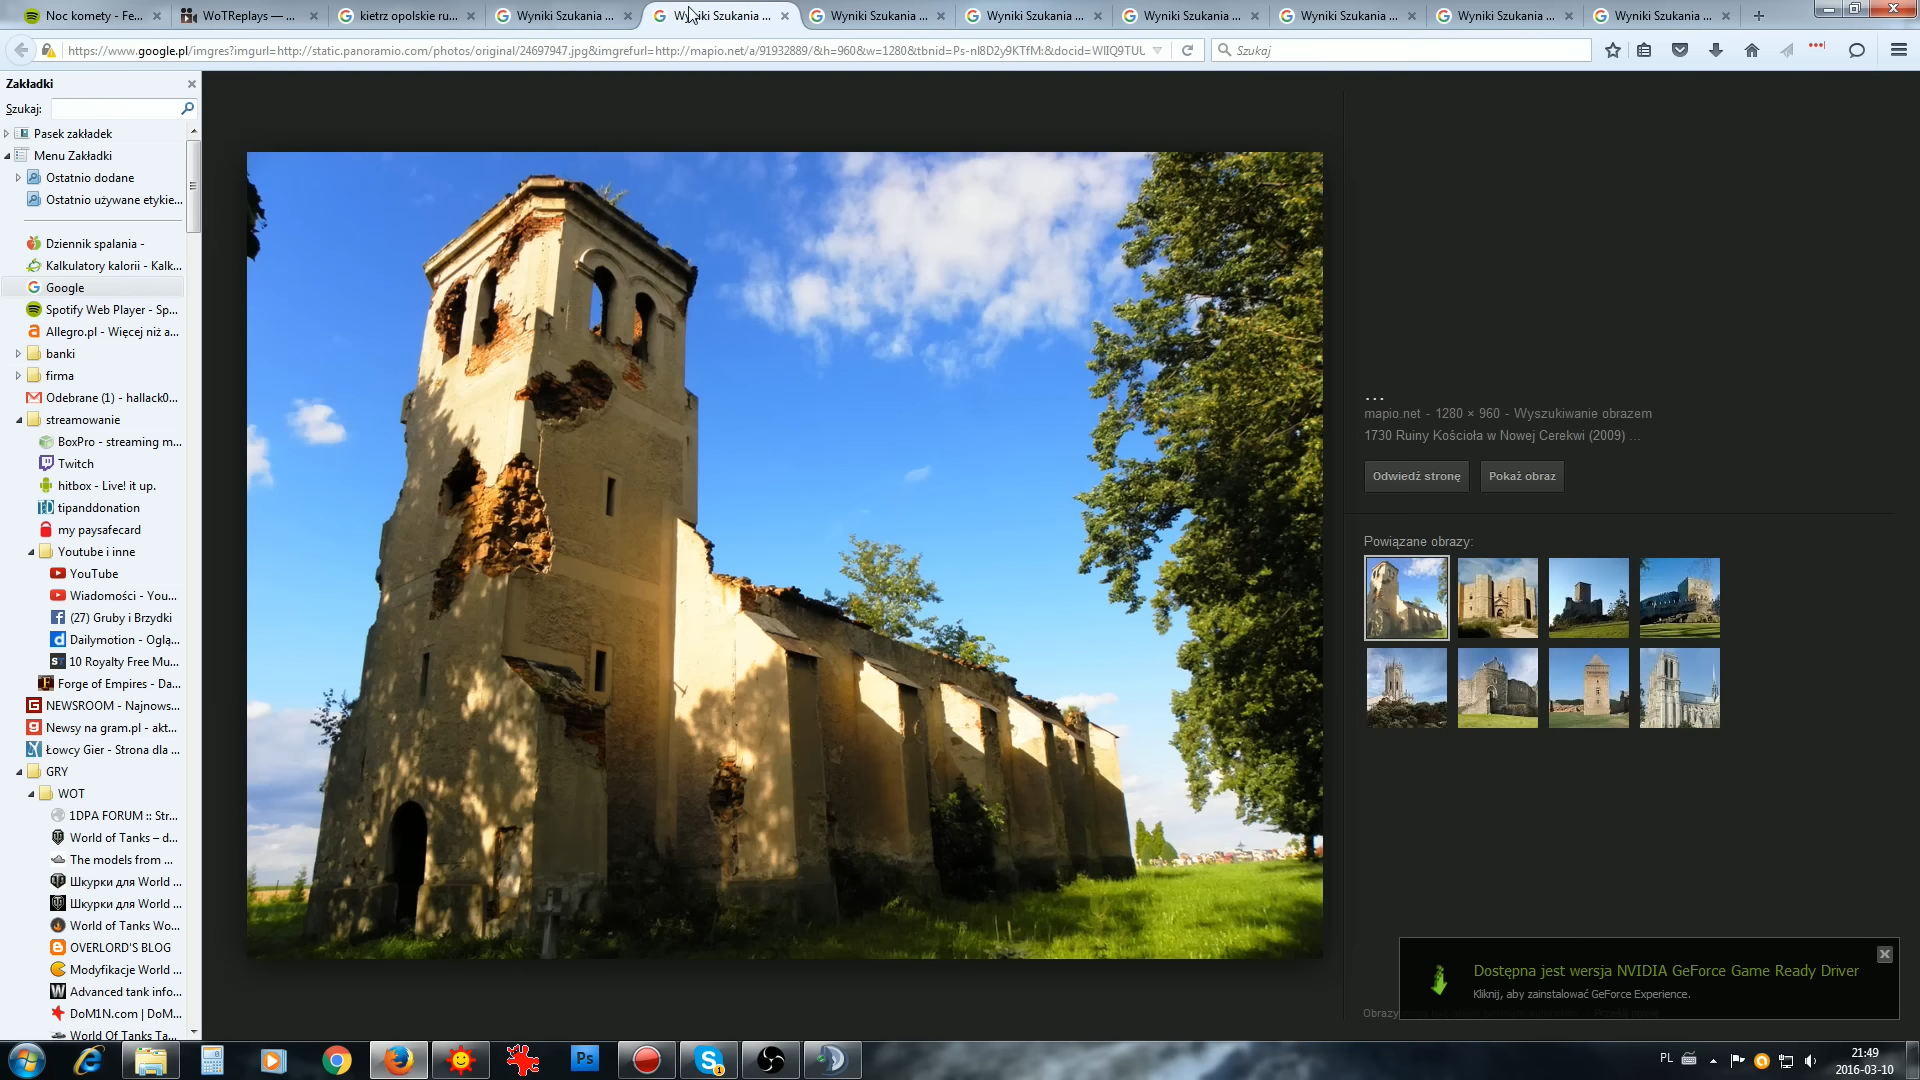 Noc komety - Fe...
WoTReplays — ...
kietrz opolskie ru...
Wyniki Szukania ...
Wyniki Szukania ...
Wyniki Szukania ...
Wyniki Szukania ...
Wyniki Szukania ...
Wyniki Szukania ...
Wyniki Szukania ...
Wyniki Szukania ...
https://www.google.pl/imgres?imgurl=http://static.panoramio.com/photos/original/24697947.jpg&imgrefurl=http://mapio.net/a/91932889/&h=960&w=1280&tbnid=Ps-nI8D2y9KTfM:&docid=WIIQ9TUU
Szukaj
Zakładki
Szukaj:
Pasek zakładek
Menu Zakładki
Ostatnio dodane
Ostatnio używane etykie...
Dziennik spalania -
Kalkulatory kalorii - Kalk...
Google
Spotify Web Player - Sp...
Allegro.pl - Więcej niż a...
banki
firma
Odebrane (1) - hallack0...
streamowanie
BoxPro - streaming m...
Twitch
hitbox - Live! it up.
tipanddonation
my paysafecard
Youtube i inne
YouTube
Wiadomości - You...
(27) Gruby i Brzydki
Dailymotion - Oglą...
10 Royalty Free Mu...
Forge of Empires - Da...
NEWSROOM - Najnows...
Newsy na gram.pl - akt...
Łowcy Gier - Strona dla ...
GRY
WOT
1DPA FORUM :: Str...
World of Tanks – d...
The models from ...
Шкурки для World ...
Шкурки для World ...
World of Tanks Wo...
OVERLORD'S BLOG
Modyfikacje World ...
Advanced tank info...
DoM1N.com | DoM...
World Of Tanks Ta...
...
mapio.net - 1280 × 960 - Wyszukiwanie obrazem
1730 Ruiny Kościoła w Nowej Cerekwi (2009) ...
Odwiedź stronę
Pokaż obraz
Powiązane obrazy:
Dostępna jest wersja NVIDIA GeForce Game Ready Driver
Kliknij, aby zainstalować GeForce Experience.
Obrazy
PL
21:49
2016-03-10